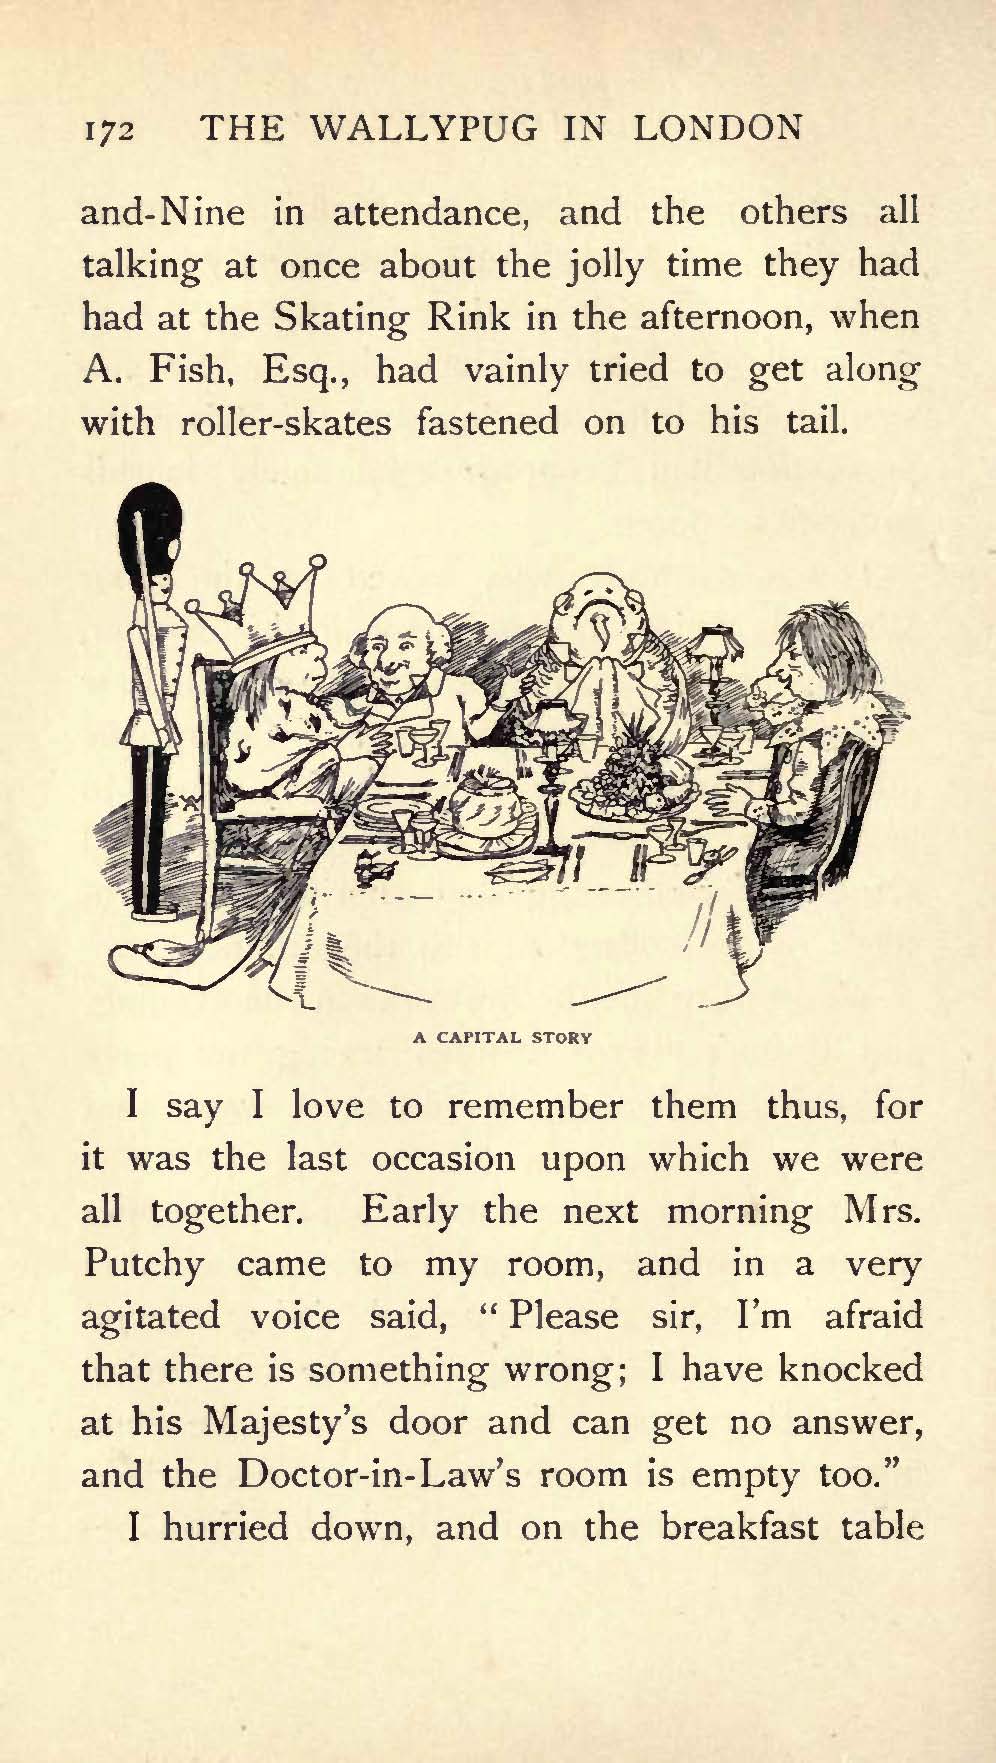 172 THE WALLYPUG IN LONDON
and-Nine in attendance, and the others all
talking at once about the jolly time they had
had at the Skating Rink in the afternoon, when
A. Fish, Esq., had vainly tried to get along
with roller-skates fastened on to his tail.
A CAPITAL STORY
I say I love to remember them thus, for
it was the last occasion upon which we were
all together. Early the next morning Mrs.
Putchy came to my room, and in a very
agitated voice said, “Please sir, I’m afraid
that there is something wrong; I have knocked
at his Majesty’s door and can get no answer,
and the Doctor-in-Law’s room is empty too.”
I hurried down, and on the breakfast table